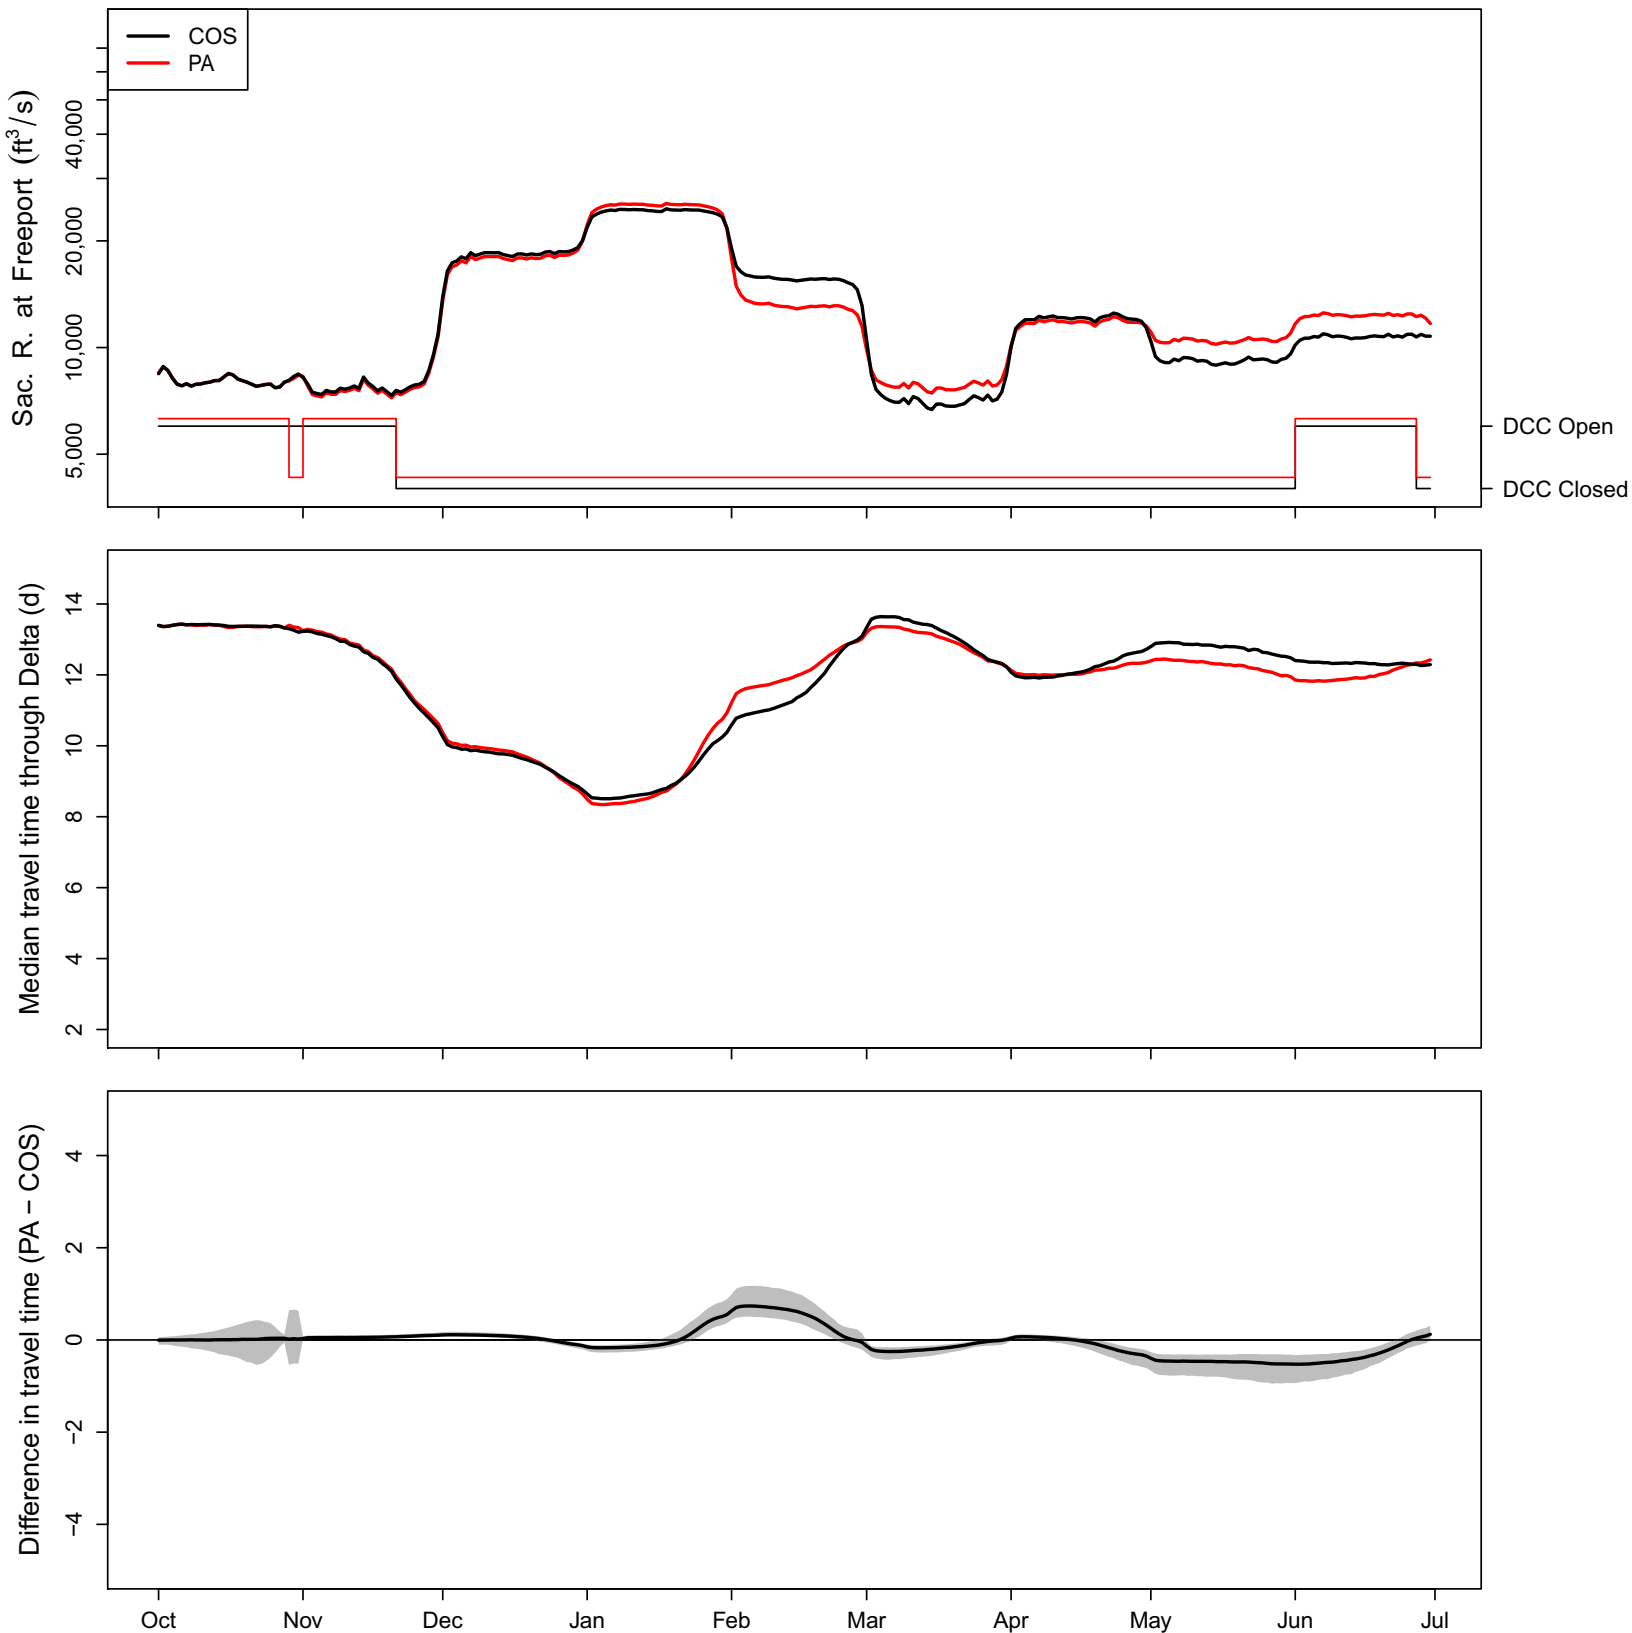 COS
PA
Sac. R. at Freeport (ft³/s)
40,000
20,000
10,000
5,000
DCC Open
DCC Closed
Median travel time through Delta (d)
14
12
10
8
6
4
2
Difference in travel time (PA − COS)
4
2
0
−2
−4
Oct Nov Dec Jan Feb Mar Apr May Jun Jul